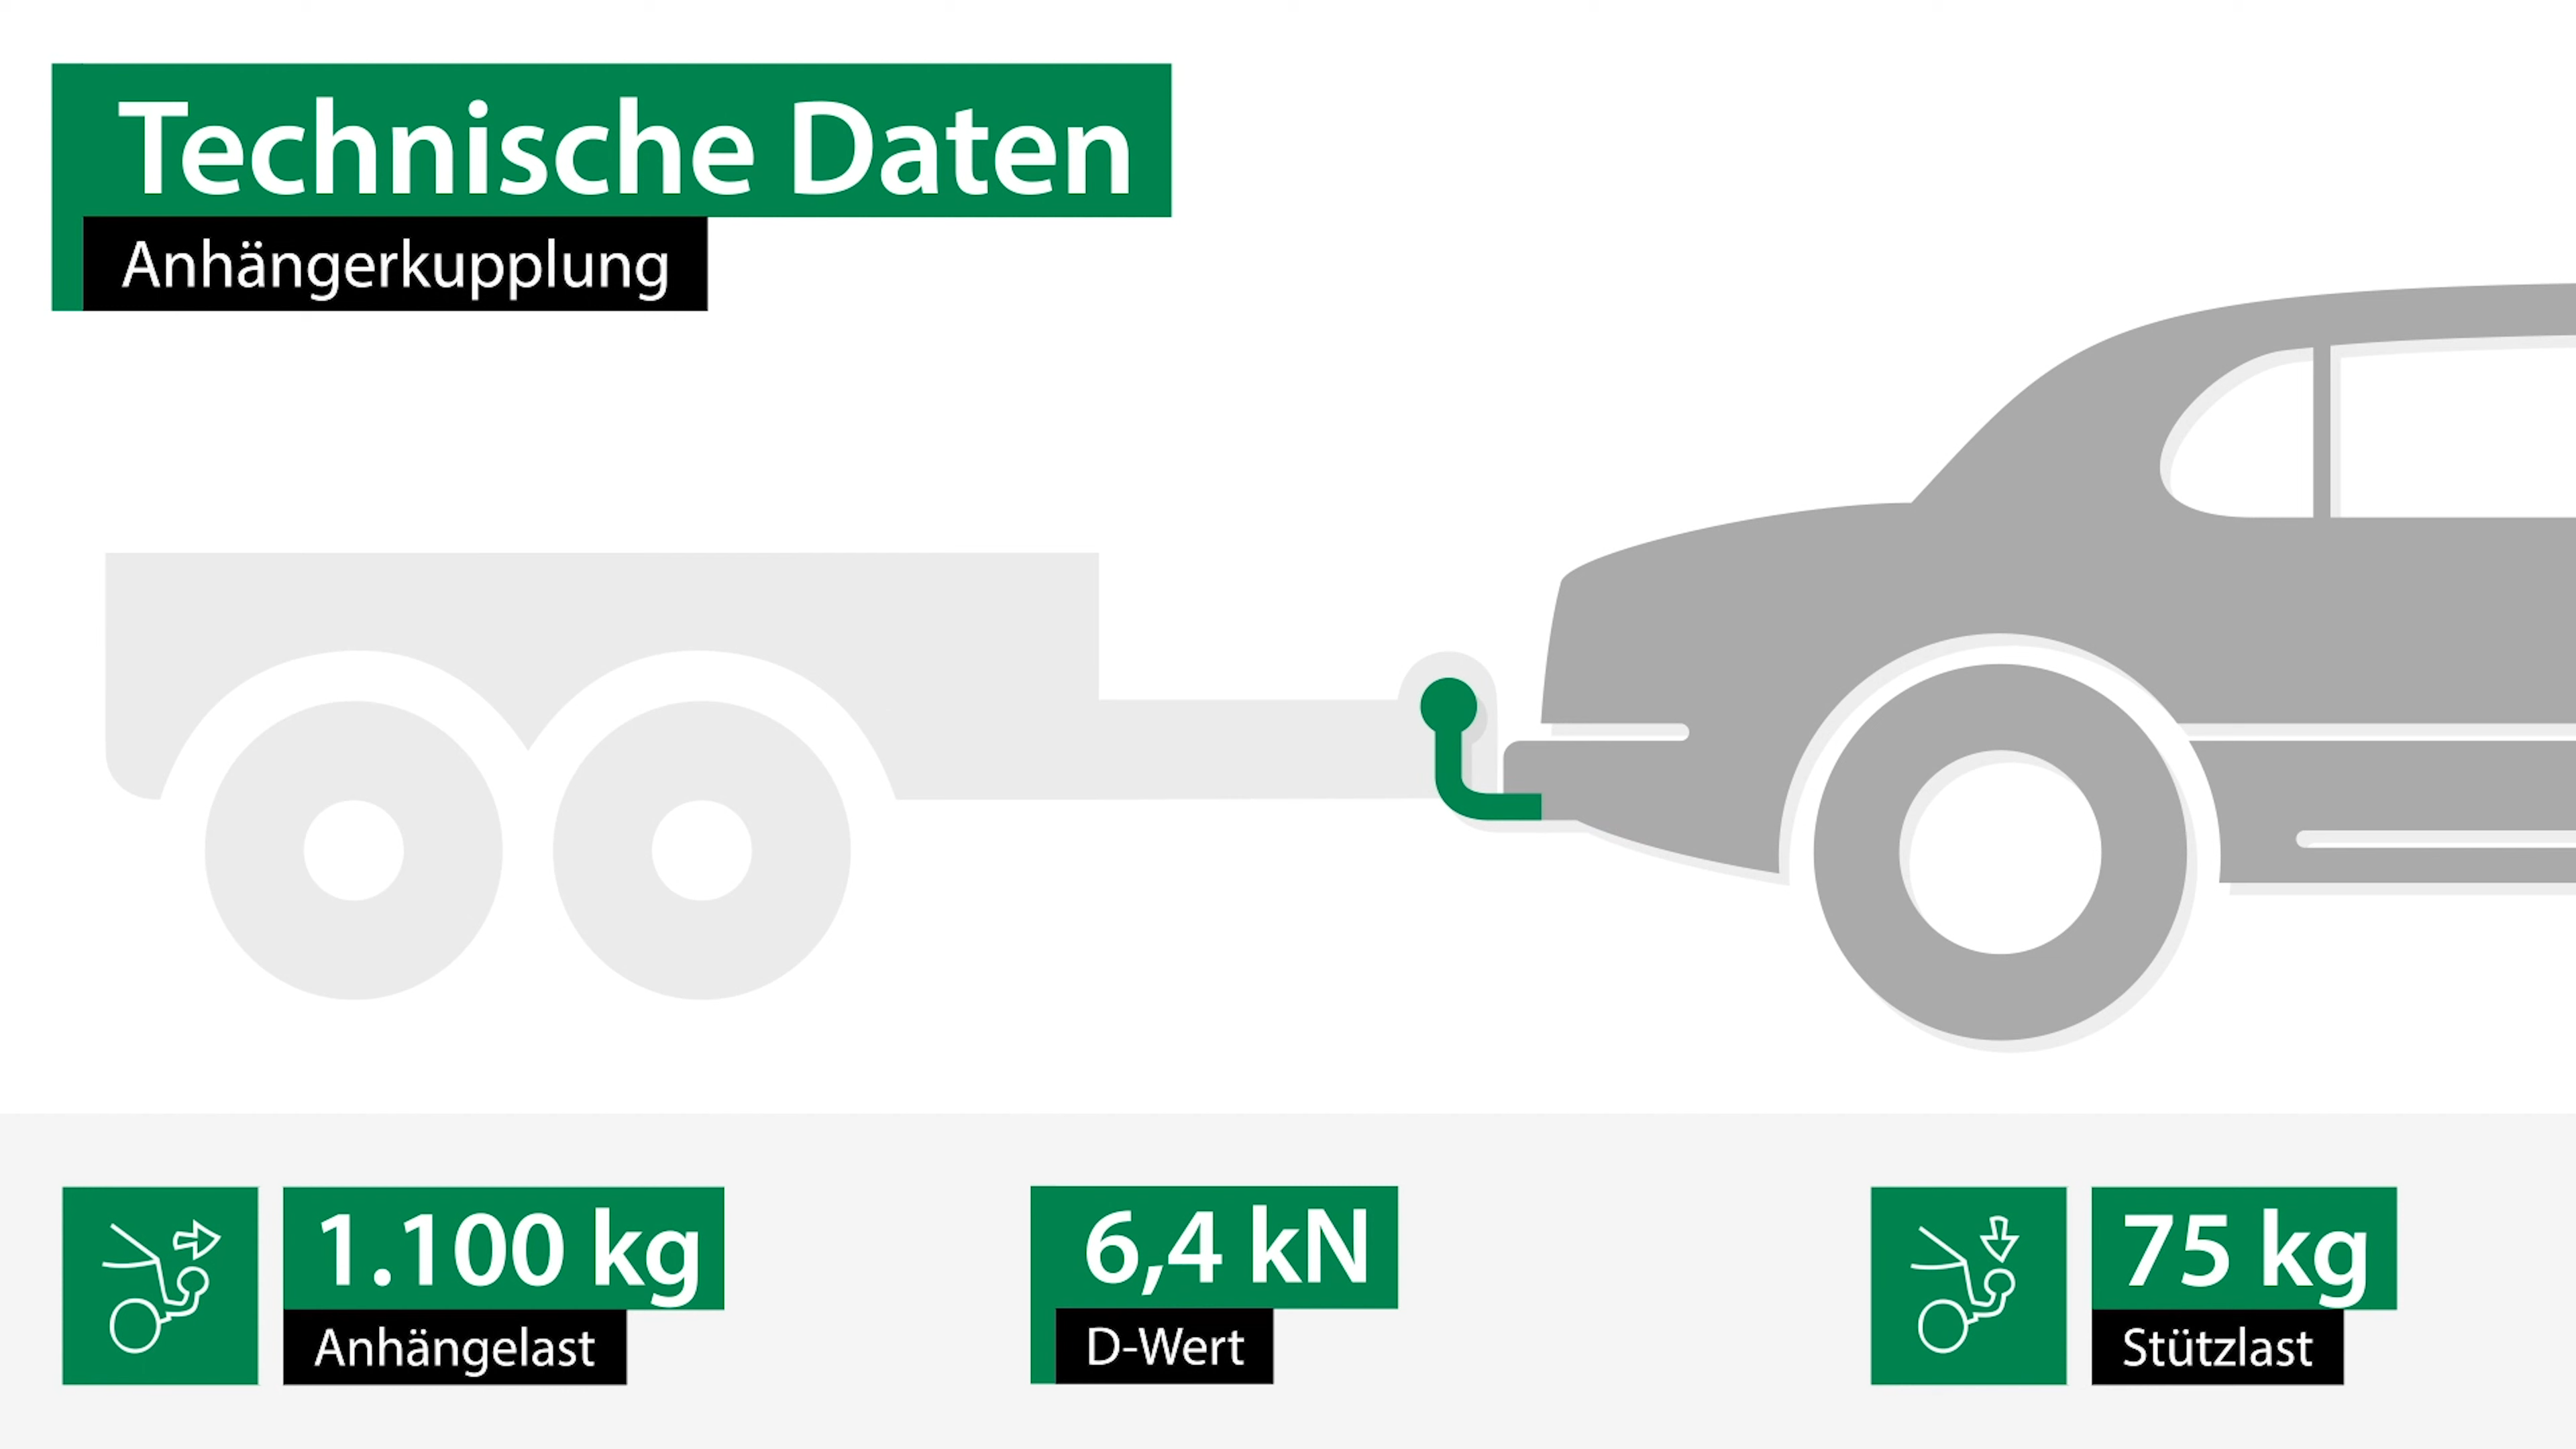 Technische Daten
Anhängerkupplung
1.100 kg
Anhängelast
6,4 kN
D-Wert
75 kg
Stützlast